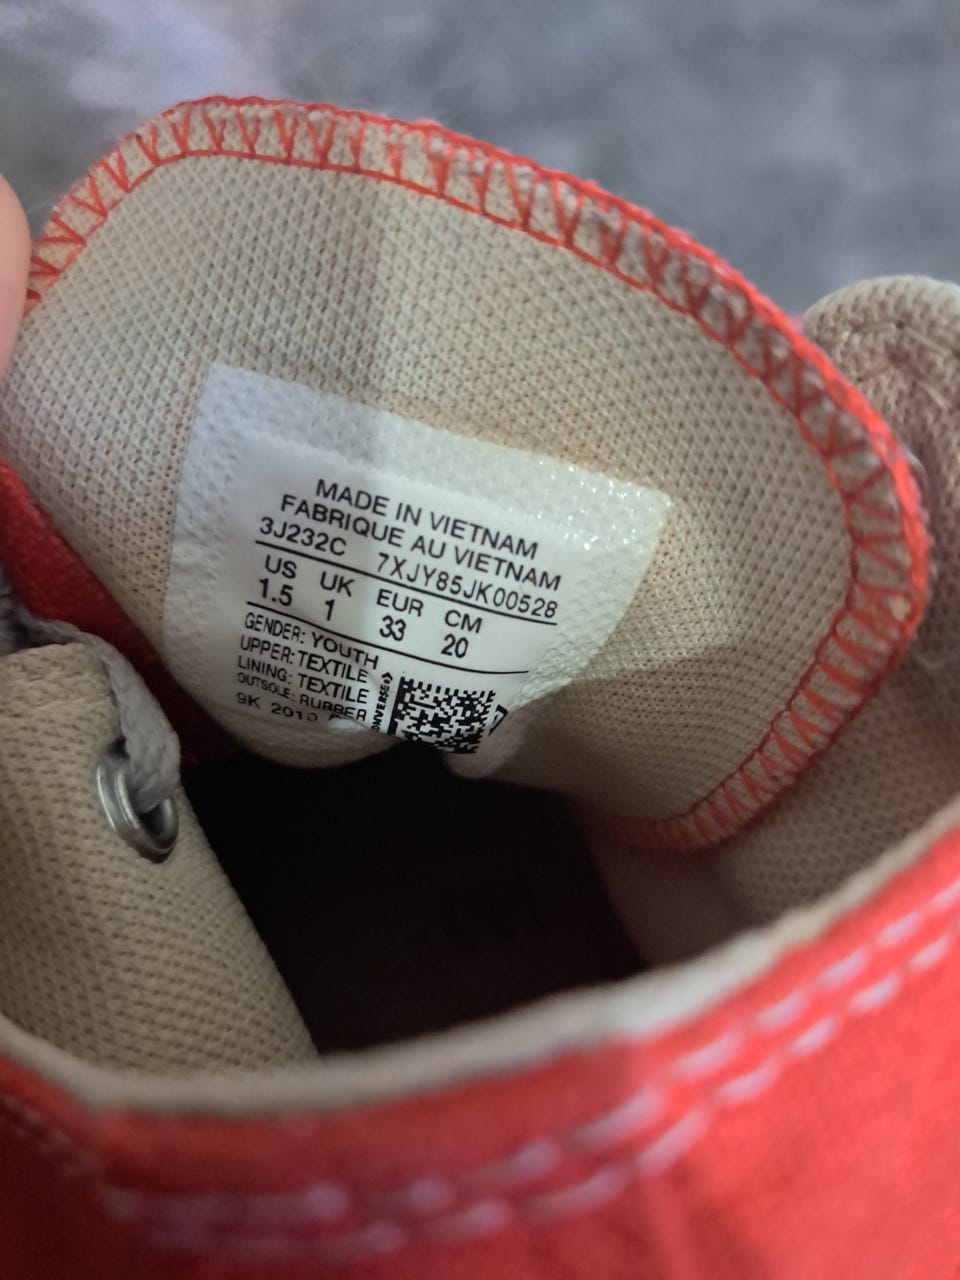 MADE IN VIETNAM
FABRIQUE AU VIETNAM
3J232C 7XJY85JK00528
US UK EUR CM
1.5 1 33 20
GENDER: YOUTH
UPPER: TEXTILE
LINING: TEXTILE
OUTSOLE: RUBBER
9K
CONVERSE